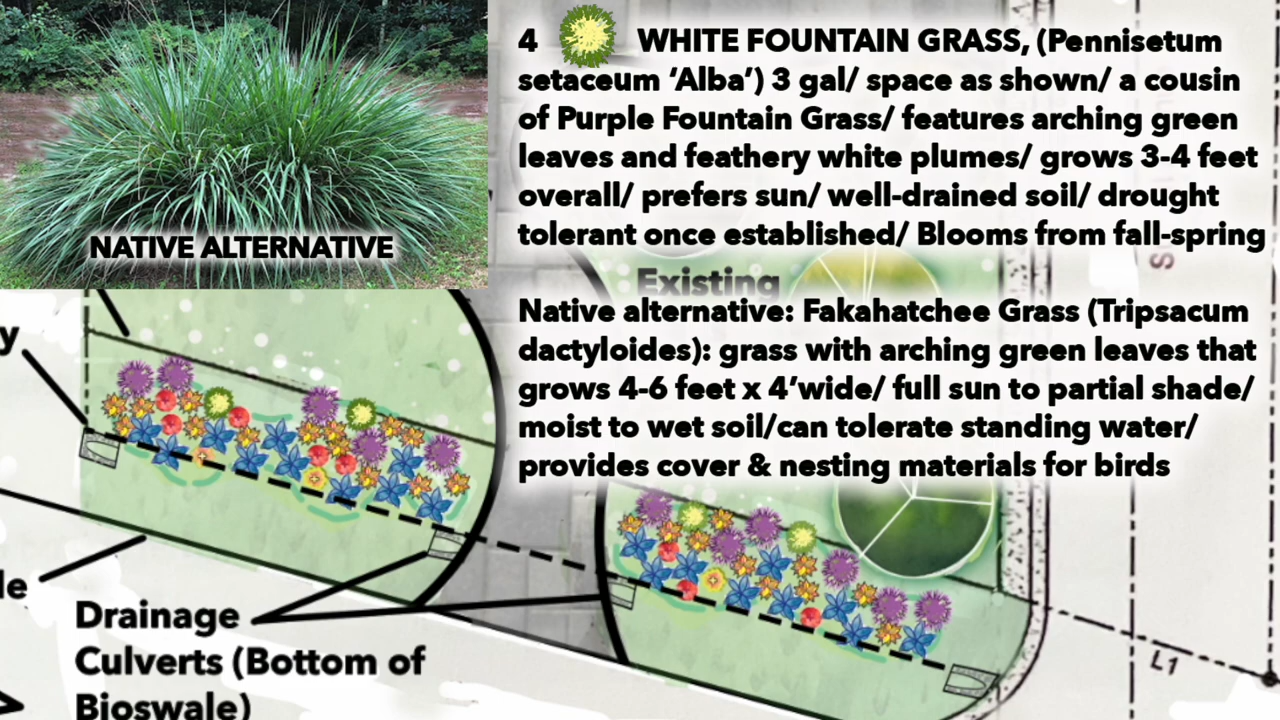 4 WHITE FOUNTAIN GRASS, (Pennisetum
setaceum ‘Alba’) 3 gal/ space as shown/ a cousin
of Purple Fountain Grass/ features arching green
leaves and feathery white plumes/ grows 3-4 feet
overall/ prefers sun/ well-drained soil/ drought
tolerant once established/ Blooms from fall-spring
NATIVE ALTERNATIVE
Existing
Native alternative: Fakahatchee Grass (Tripsacum
dactyloides): grass with arching green leaves that
grows 4-6 feet x 4’wide/ full sun to partial shade/
moist to wet soil/can tolerate standing water/
provides cover & nesting materials for birds
y
le
Drainage
Culverts (Bottom of
Bioswale)
L1